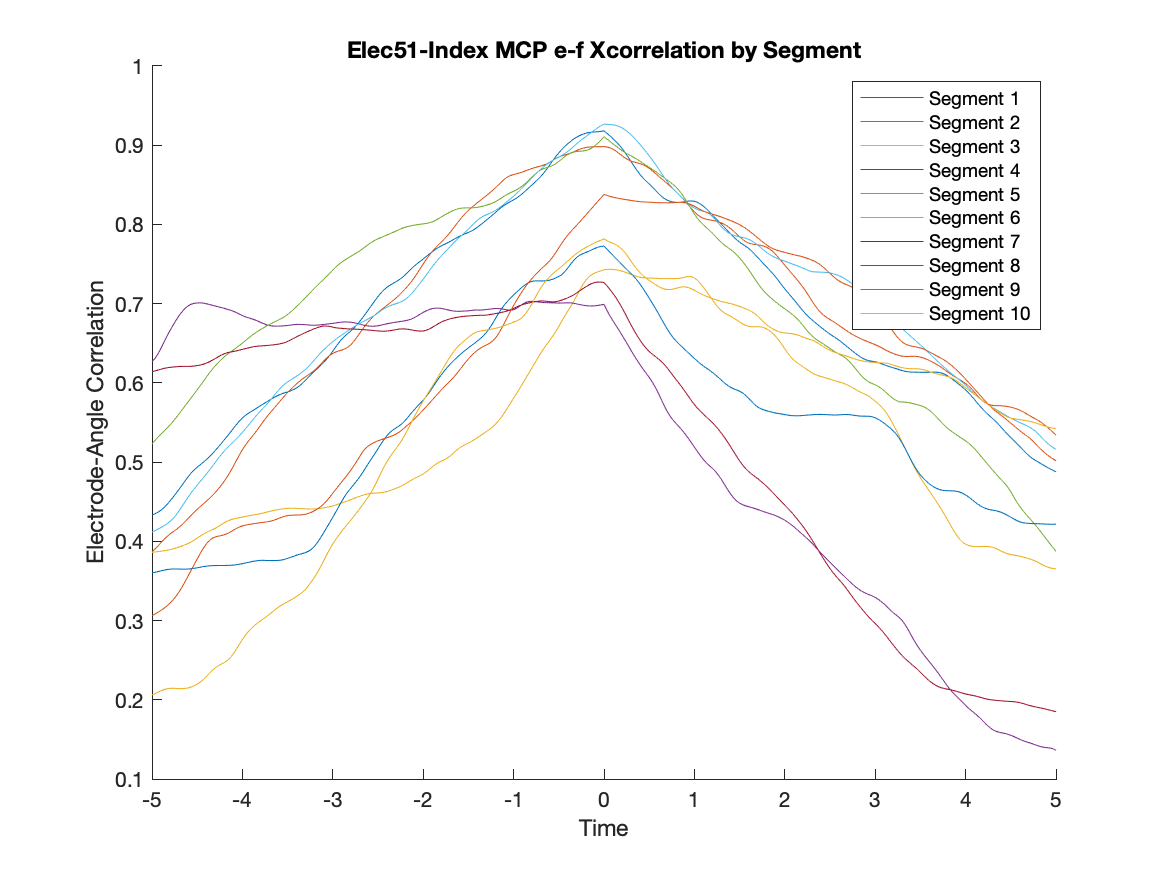 Elec51-Index MCP e-f Xcorrelation by Segment
Segment 1
Segment 2
Segment 3
Segment 4
Segment 5
Segment 6
Segment 7
Segment 8
Segment 9
Segment 10
1
0.9
0.8
0.7
0.6
0.5
0.4
0.3
0.2
0.1
Electrode-Angle Correlation
-5 -4 -3 -2 -1 0 1 2 3 4 5
Time